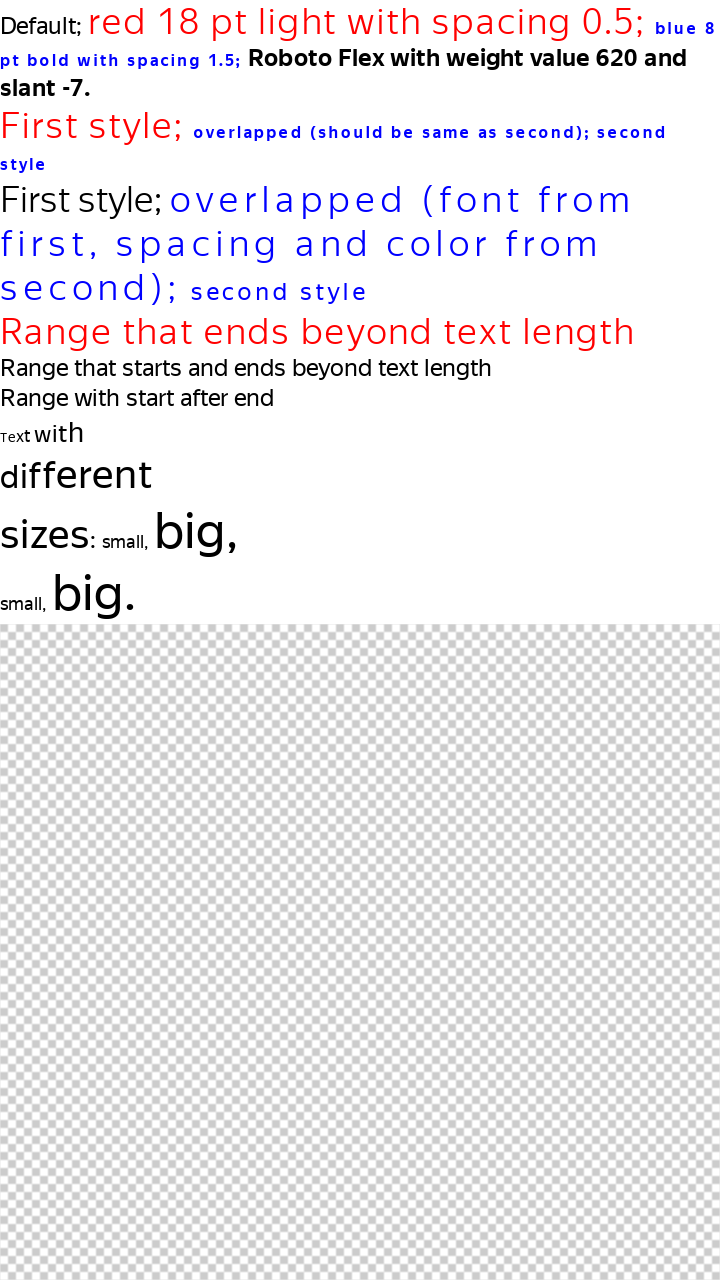 Default; red 18 pt light with spacing 0.5; blue 8
pt bold with spacing 1.5; Roboto Flex with weight value 620 and
slant -7.
First style; overlapped (should be same as second); second
style
First style; overlapped (font from
first, spacing and color from
second); second style
Range that ends beyond text length
Range that starts and ends beyond text length
Range with start after end
Text with
different
sizes: small, big,
small, big.